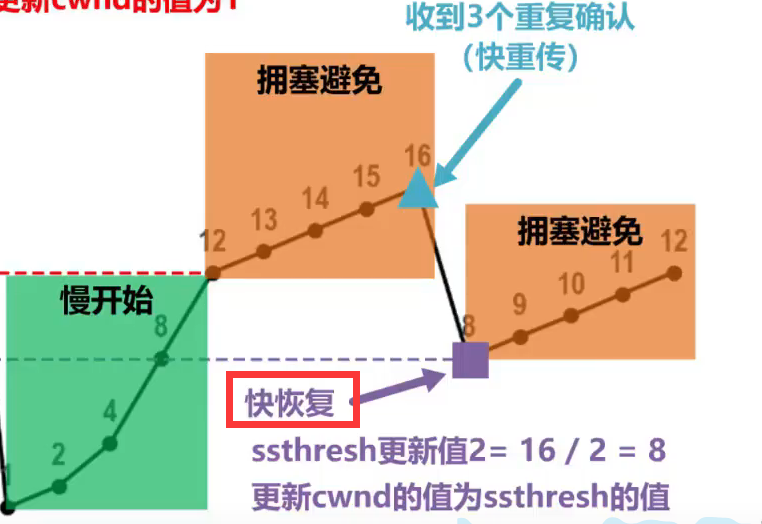 更新cwnd的值为1
收到3个重复确认
（快重传）
拥塞避免
16
15
14
13
12
拥塞避免
12
11
10
9
8
慢开始
8
4
2
1
快恢复
ssthresh更新值2= 16 / 2 = 8
更新cwnd的值为ssthresh的值